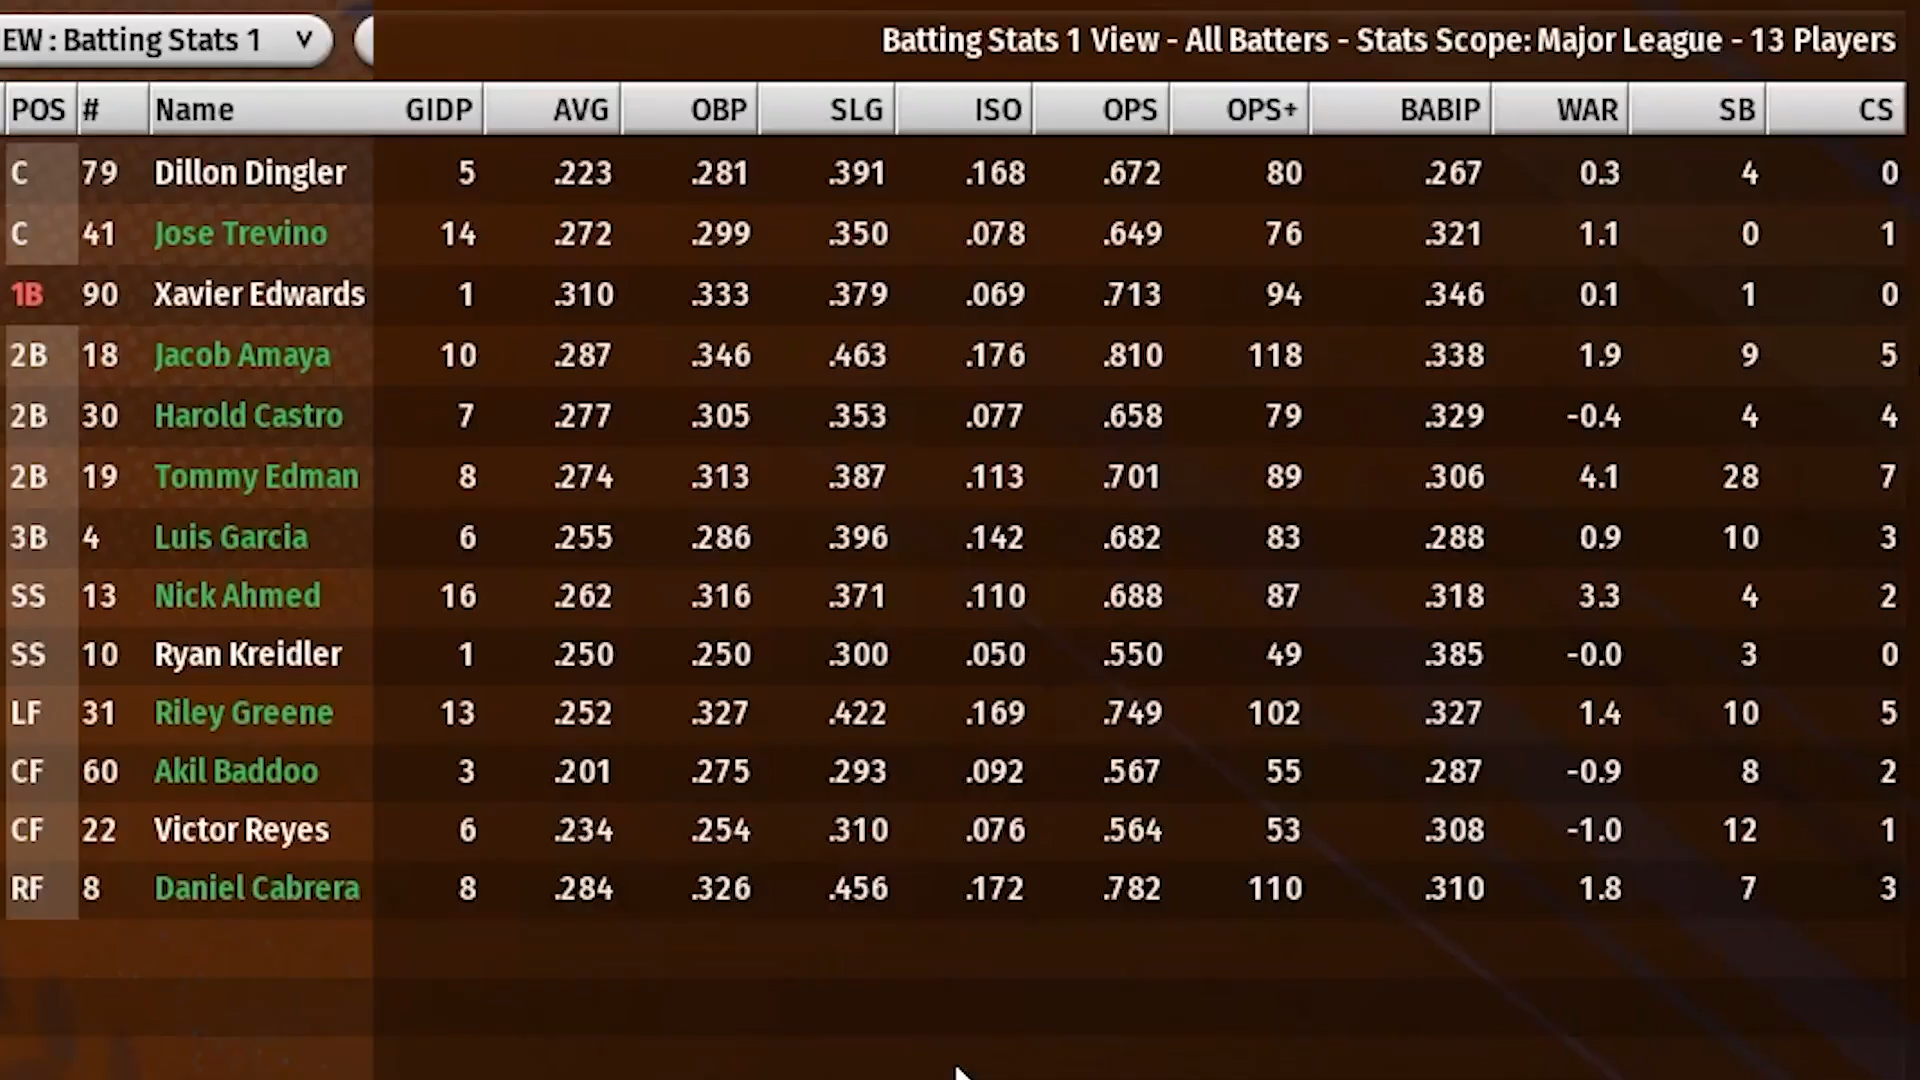 EW : Batting Stats 1 v Batting Stats 1 View - All Batters - Stats Scope: Major League - 13 Players
POS # Name GIDP AVG OBP SLG ISO OPS OPS+ BABIP WAR SB CS
C 79 Dillon Dingler 5 .223 .281 .391 .168 .672 80 .267 0.3 4 0
C 41 Jose Trevino 14 .272 .299 .350 .078 .649 76 .321 1.1 0 1
1B 90 Xavier Edwards 1 .310 .333 .379 .069 .713 94 .346 0.1 1 0
2B 18 Jacob Amaya 10 .287 .346 .463 .176 .810 118 .338 1.9 9 5
2B 30 Harold Castro 7 .277 .305 .353 .077 .658 79 .329 -0.4 4 4
2B 19 Tommy Edman 8 .274 .313 .387 .113 .701 89 .306 4.1 28 7
3B 4 Luis Garcia 6 .255 .286 .396 .142 .682 83 .288 0.9 10 3
SS 13 Nick Ahmed 16 .262 .316 .371 .110 .688 87 .318 3.3 4 2
SS 10 Ryan Kreidler 1 .250 .250 .300 .050 .550 49 .385 -0.0 3 0
LF 31 Riley Greene 13 .252 .327 .422 .169 .749 102 .327 1.4 10 5
CF 60 Akil Baddoo 3 .201 .275 .293 .092 .567 55 .287 -0.9 8 2
CF 22 Victor Reyes 6 .234 .254 .310 .076 .564 53 .308 -1.0 12 1
RF 8 Daniel Cabrera 8 .284 .326 .456 .172 .782 110 .310 1.8 7 3